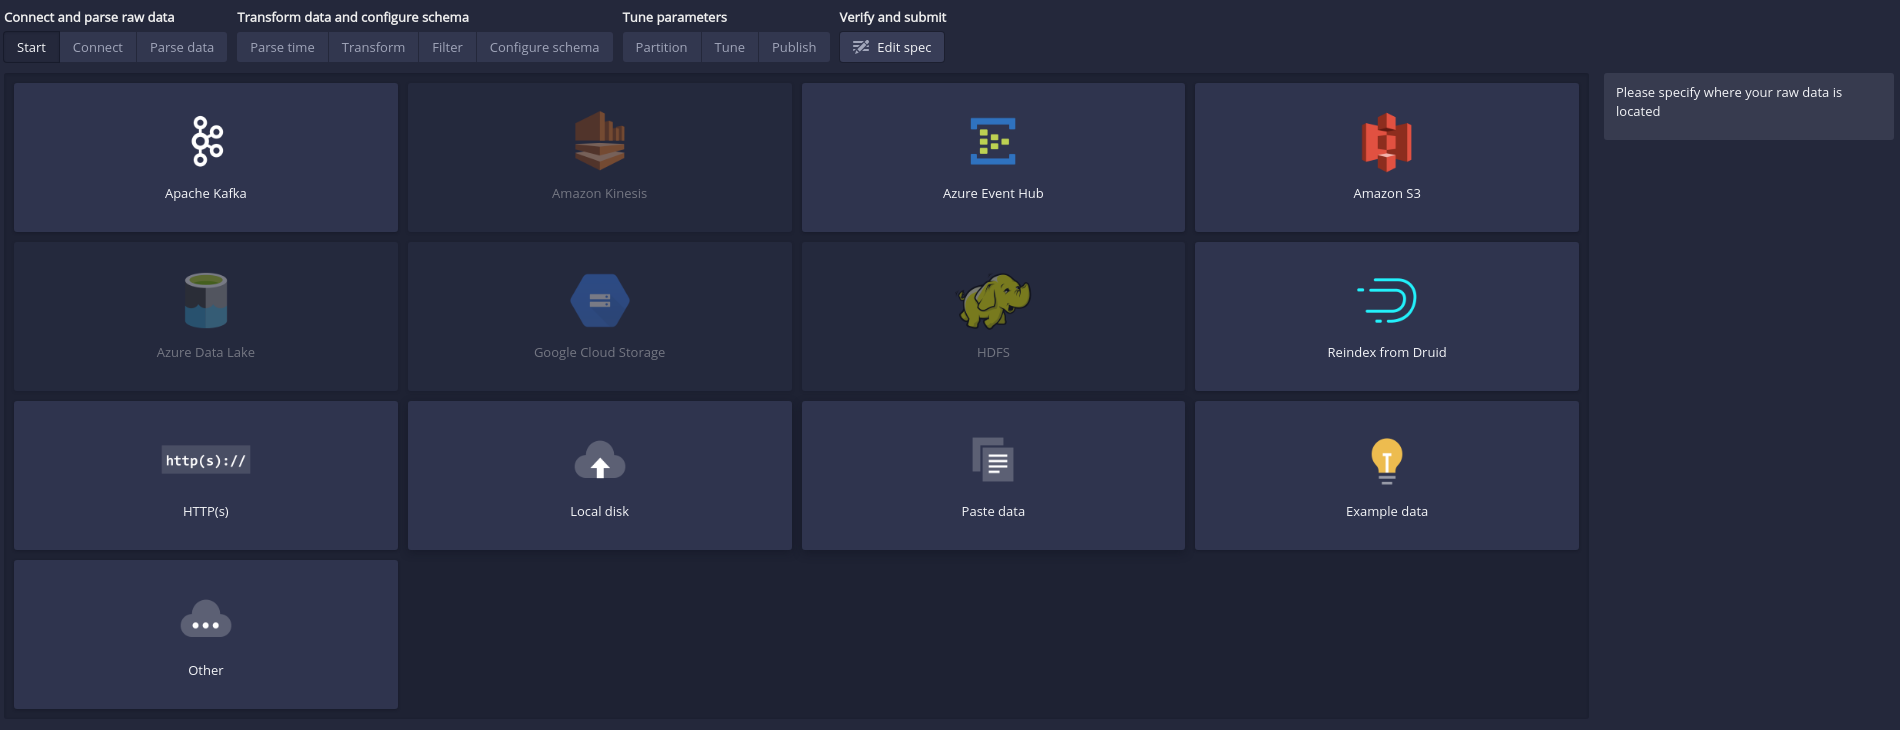 Connect and parse raw data
Transform data and configure schema
Tune parameters
Verify and submit
Start
Connect
Parse data
Parse time
Transform
Filter
Configure schema
Partition
Tune
Publish
Edit spec
Please specify where your raw data is
located
Apache Kafka
Amazon Kinesis
Azure Event Hub
Amazon S3
Azure Data Lake
Google Cloud Storage
HDFS
Reindex from Druid
http(s)://
HTTP(s)
Local disk
Paste data
Example data
Other